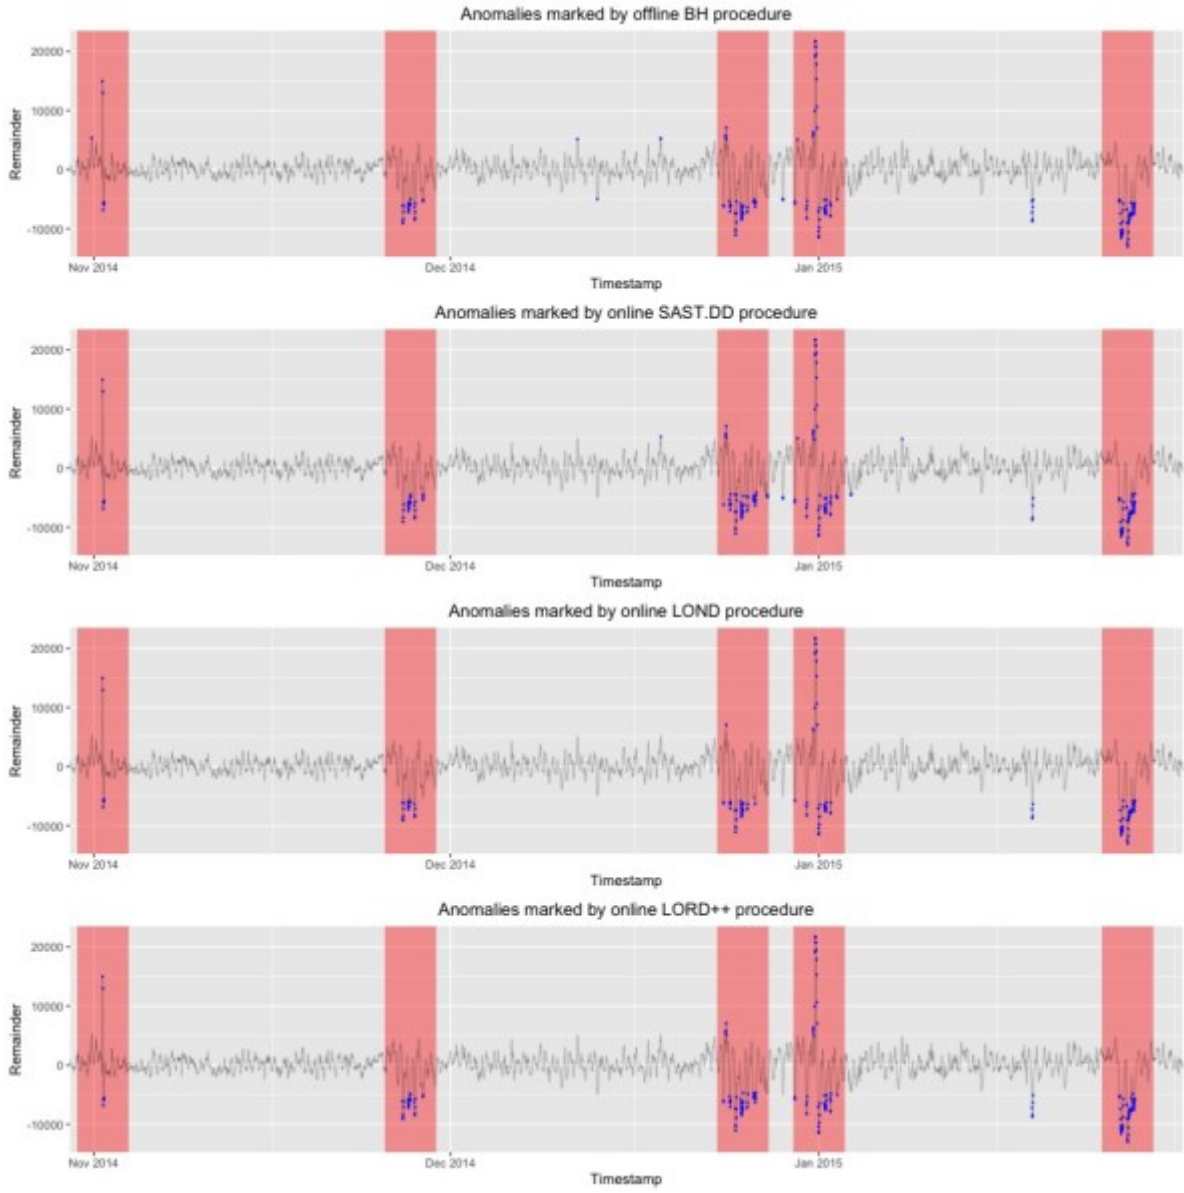 Anomalies marked by offline BH procedure
Remainder
20000
10000
0
-10000
Nov 2014 Dec 2014 Jan 2015
Timestamp
Anomalies marked by online SAST.DD procedure
Remainder
20000
10000
0
-10000
Nov 2014 Dec 2014 Jan 2015
Timestamp
Anomalies marked by online LOND procedure
Remainder
20000
10000
0
-10000
Nov 2014 Dec 2014 Jan 2015
Timestamp
Anomalies marked by online LORD++ procedure
Remainder
20000
10000
0
-10000
Nov 2014 Dec 2014 Jan 2015
Timestamp